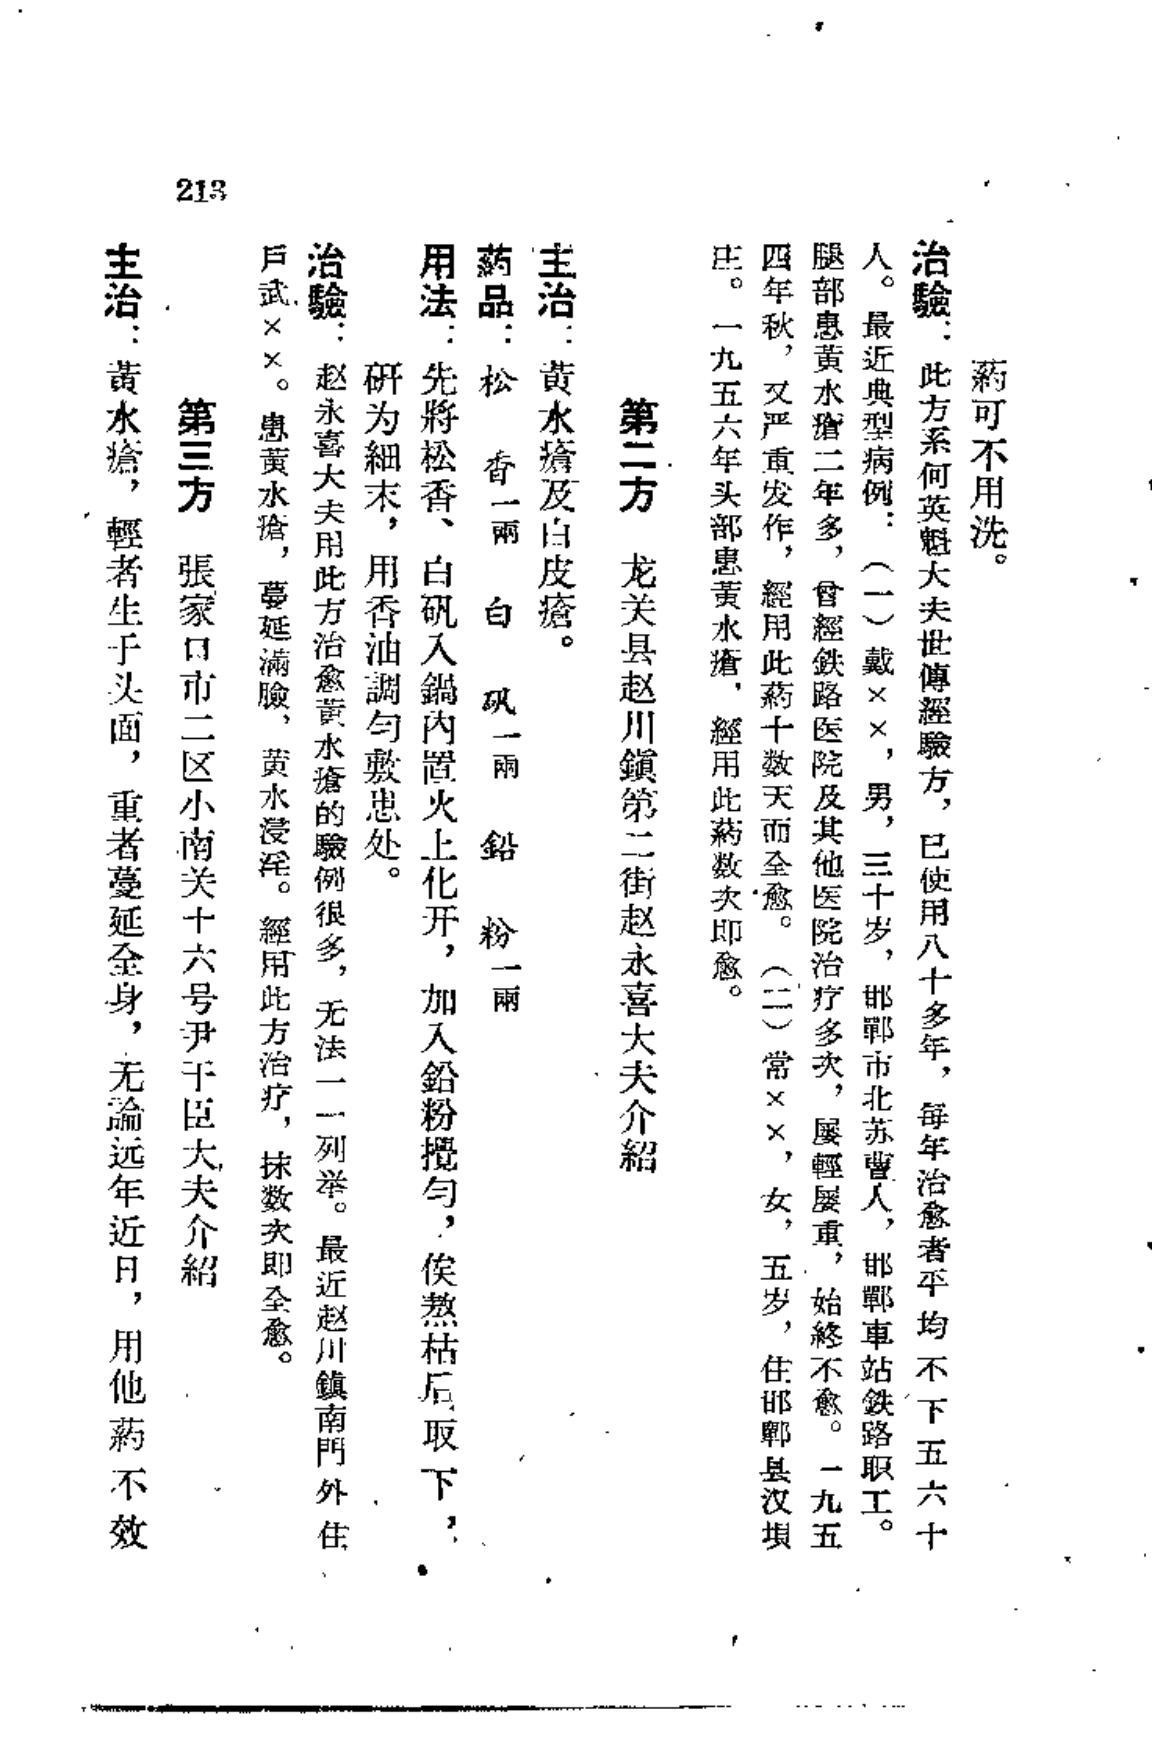 药可不用洗。
治驗：此方系何英魁大夫世傳經驗方，已使用八十多年，每年治愈者平均不下五六十
人。最近典型病例：（一）戴××，男，三十岁，邯鄲市北苏曹人，邯鄲車站鉄路职工。
腿部患黃水瘡二年多，曾經鉄路医院及其他医院治疗多次，屡輕屡重，始終不愈。一九五
四年秋，又严重发作，經用此葯十数天而全愈。（二）常××，女，五岁，住邯鄲县汉垻
庄。一九五六年头部患黃水瘡，經用此葯数次即愈。
第二方　龙关县赵川鎭第二街赵永喜大夫介紹
主治：黃水瘡及白皮瘡。
葯品：松　香一兩　白　矾一兩　鉛　粉一兩
用法：先將松香、白矾入鍋內置火上化开，加入鉛粉攪勻，俟熬枯后取下，
研为細末，用香油調勻敷患处。
治驗：赵永喜大夫用此方治愈黃水瘡的驗例很多，无法一一列举。最近赵川鎭南門外住
戶武××。患黃水瘡，蔓延滿臉，黃水浸淫。經用此方治疗，抹数次即全愈。
第三方　張家口市二区小南关十六号尹干臣大夫介紹
主治：黃水瘡，輕者生于头面，重者蔓延全身，无論远年近日，用他葯不效
213